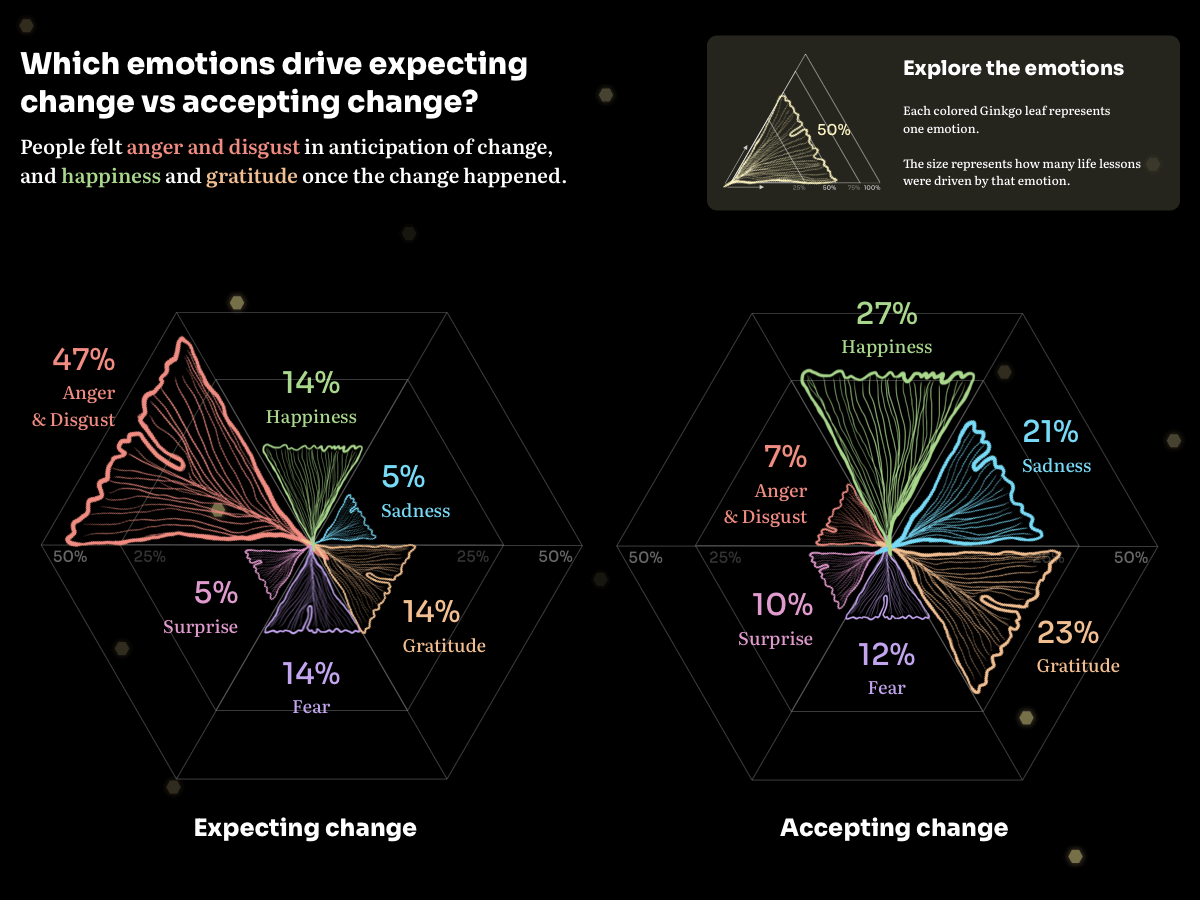 Which emotions drive expecting
change vs accepting change?
People felt anger and disgust in anticipation of change,
and happiness and gratitude once the change happened.
Explore the emotions
Each colored Ginkgo leaf represents
one emotion.
The size represents how many life lessons
were driven by that emotion.
50%
25% 50% 75% 100%
47%
Anger
& Disgust
14%
Happiness
5%
Sadness
50% 25% 25% 50%
5%
Surprise
14%
Gratitude
14%
Fear
Expecting change
27%
Happiness
7%
Anger
& Disgust
21%
Sadness
50% 25% 25% 50%
10%
Surprise
12%
Fear
23%
Gratitude
Accepting change